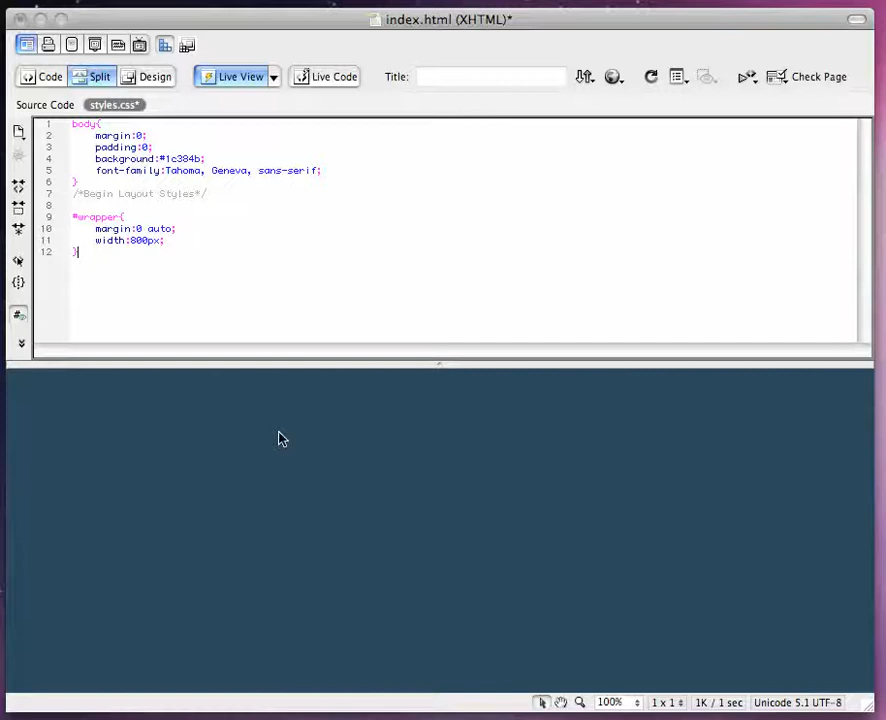 index.html (XHTML)*
Code Split Design Live View Live Code Title: Check Page
Source Code styles.css*
1 body{
2 margin:0;
3 padding:0;
4 background:#1c384b;
5 font-family:Tahoma, Geneva, sans-serif;
6 }
7 /*Begin Layout Styles*/
8
9 #wrapper{
10 margin:0 auto;
11 width:800px;
12 }
100% 1 x 1 1K / 1 sec Unicode 5.1 UTF-8